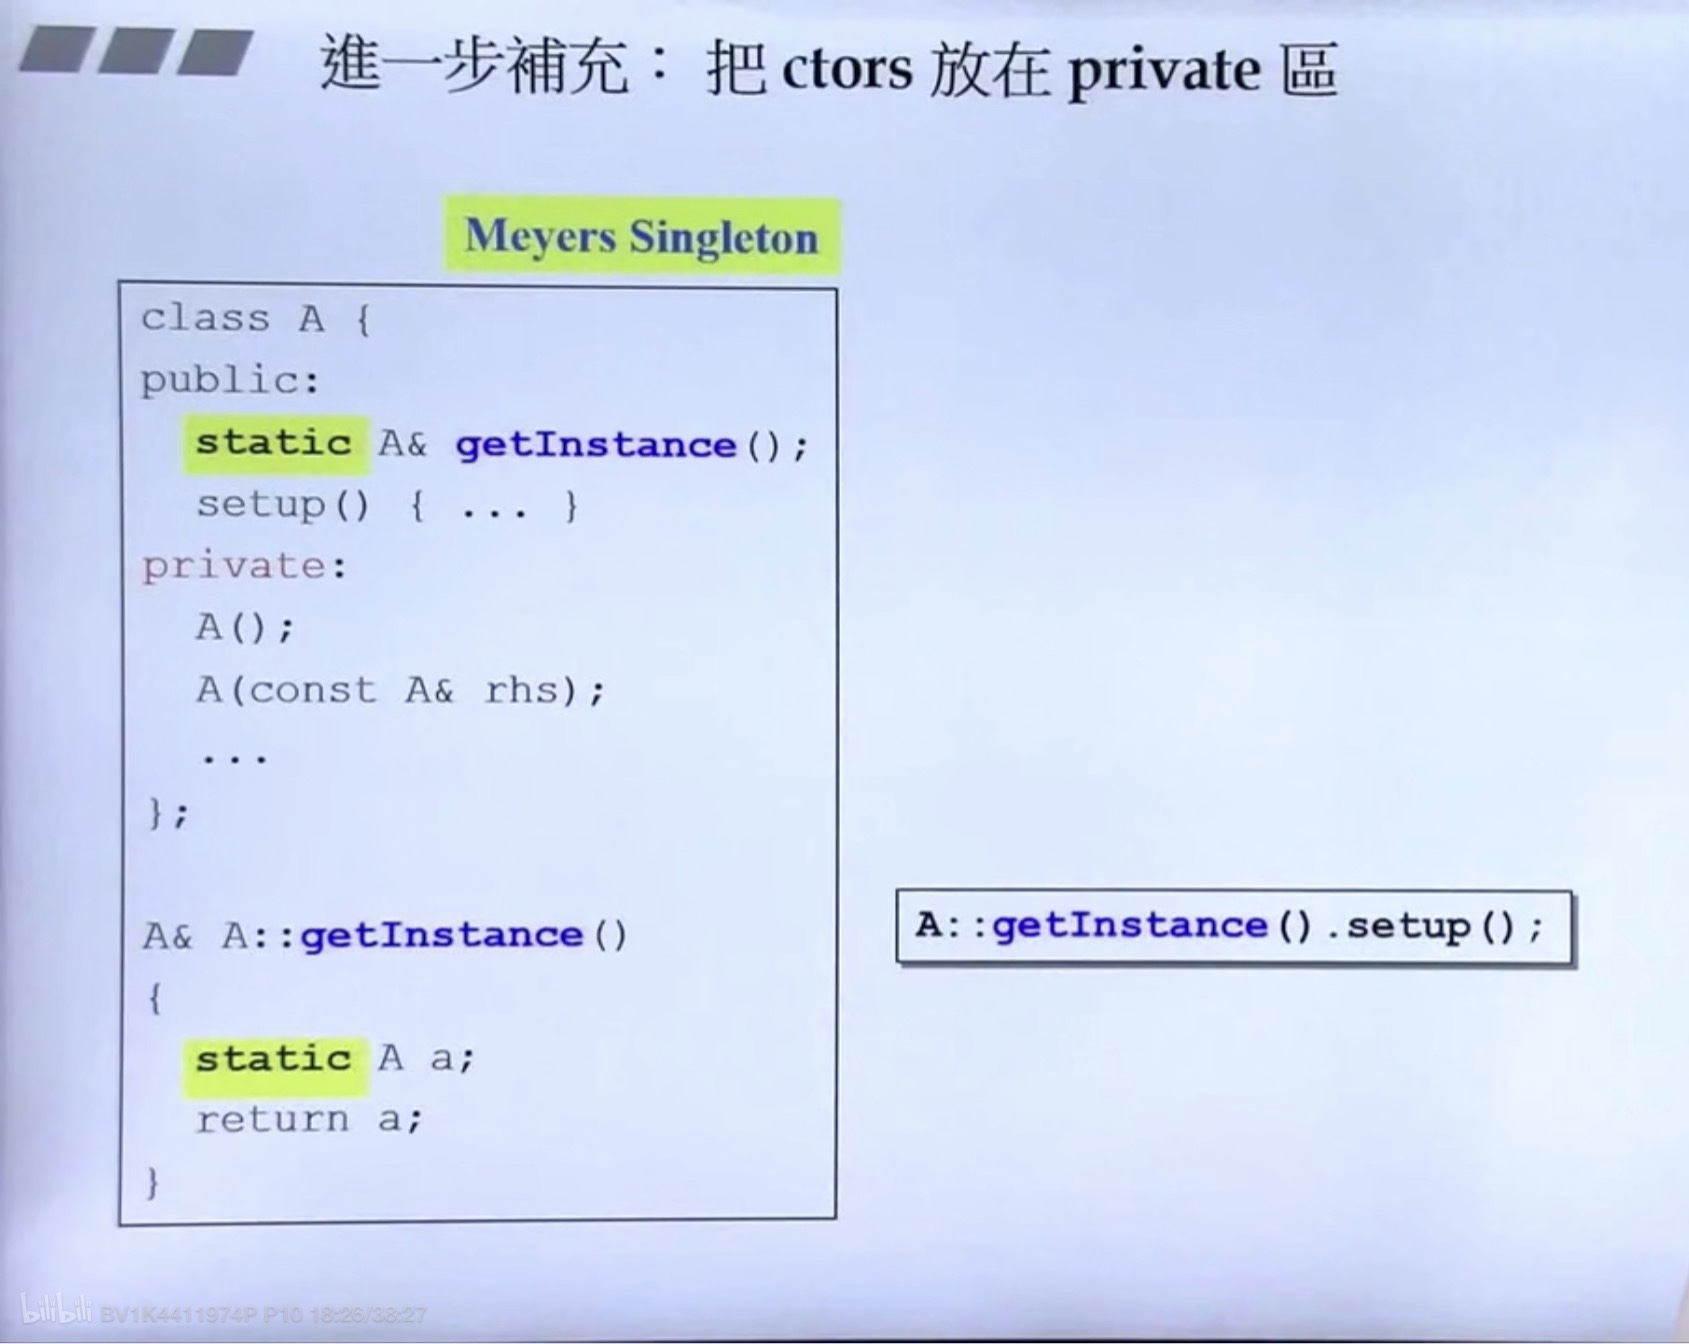 進一步補充： 把 ctors 放在 private 區
Meyers Singleton
class A {
public:
static A& getInstance();
setup() { ... }
private:
A();
A(const A& rhs);
...
};
A& A::getInstance()
{
static A a;
return a;
}
A::getInstance().setup();
bilibili BV1K4411974P P10 18:26/38:27